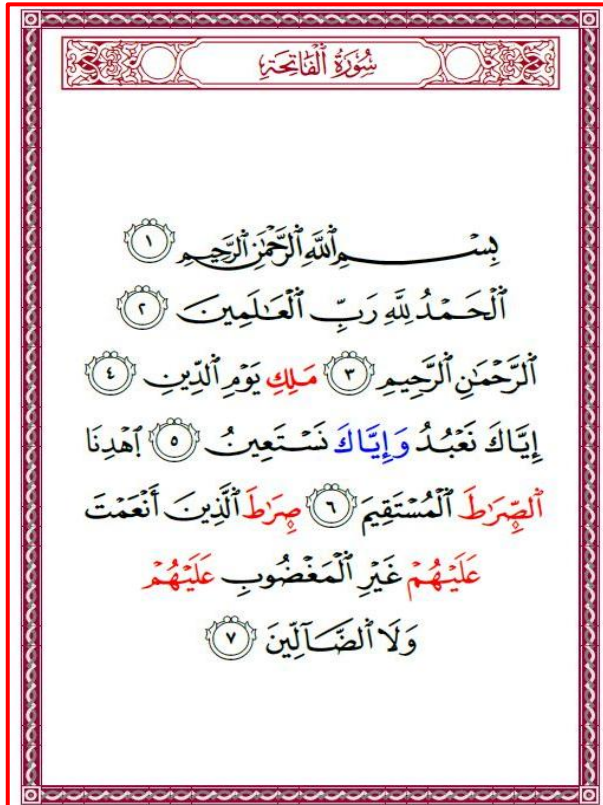 سُورَةُ ٱلْفَاتِحَةِ
بِسْمِ ٱللَّهِ ٱلرَّحْمَٰنِ ٱلرَّحِيمِ ١
ٱلْحَمْدُ لِلَّهِ رَبِّ ٱلْعَٰلَمِينَ ٢
ٱلرَّحْمَٰنِ ٱلرَّحِيمِ ٣ مَلِكِ يَوْمِ ٱلدِّينِ ٤
إِيَّاكَ نَعْبُدُ وَإِيَّاكَ نَسْتَعِينُ ٥ ٱهْدِنَا
ٱلصِّرَٰطَ ٱلْمُسْتَقِيمَ ٦ صِرَٰطَ ٱلَّذِينَ أَنْعَمْتَ
عَلَيْهُمْ غَيْرِ ٱلْمَغْضُوبِ عَلَيْهُمْ
وَلَا ٱلضَّآلِّينَ ٧